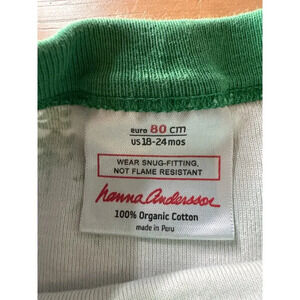 euro 80 cm
us 18-24 mos
WEAR SNUG-FITTING,
NOT FLAME RESISTANT
hanna andersson
100% Organic Cotton
made in Peru